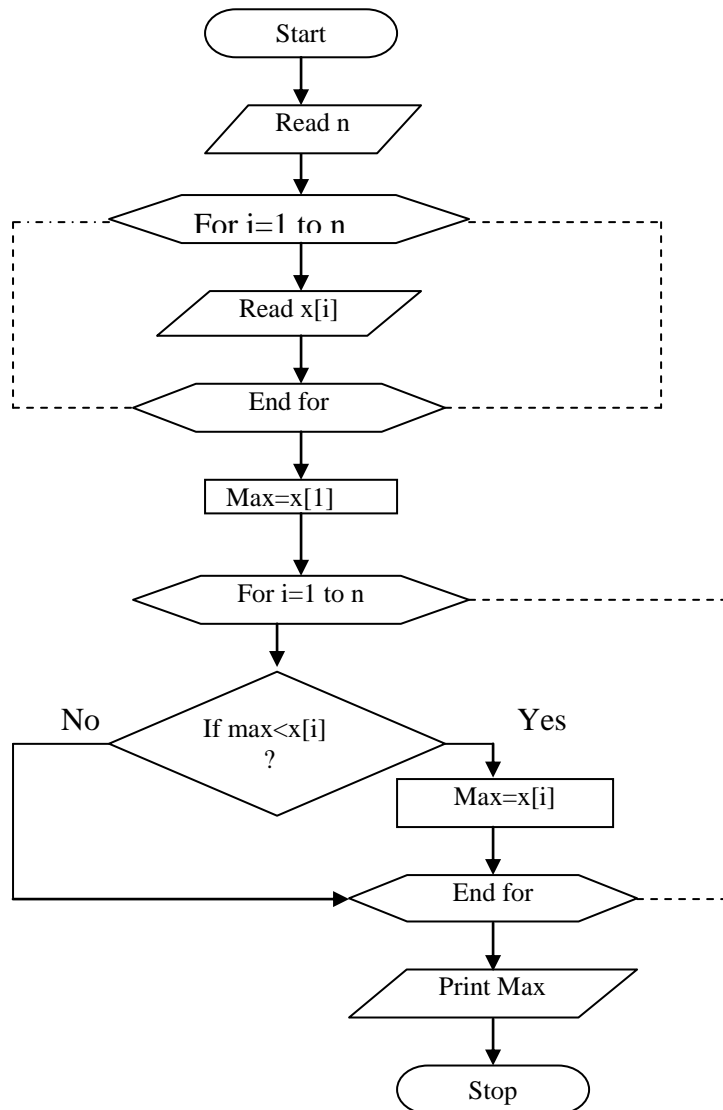 Start
Read n
For i=1 to n
Read x[i]
End for
Max=x[1]
For i=1 to n
No
If max<x[i]
?
Yes
Max=x[i]
End for
Print Max
Stop